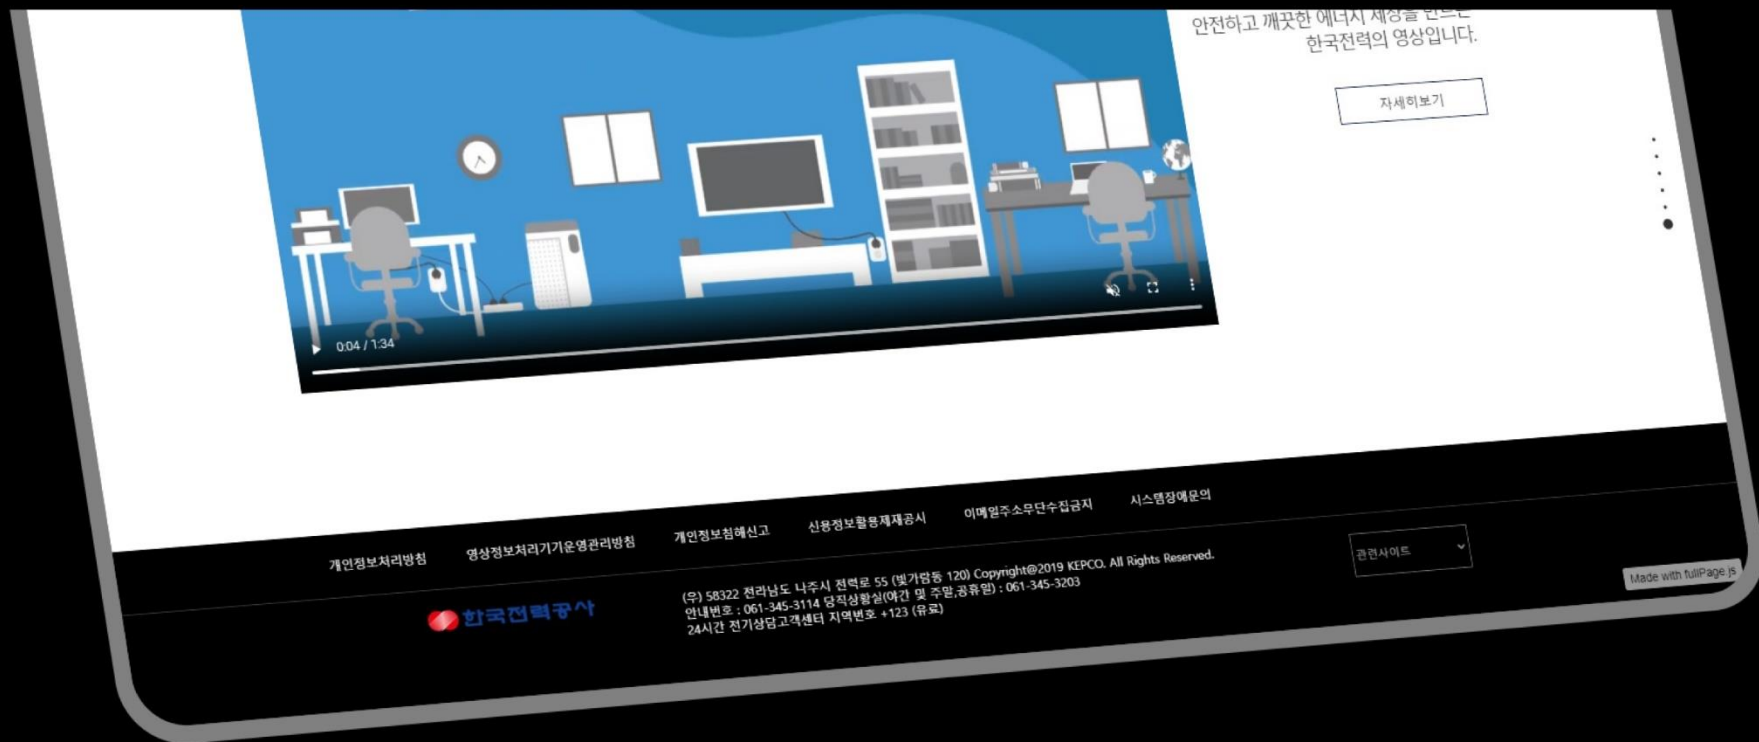 안전하고 깨끗한 에너지 세상을 만드는
한국전력의 영상입니다.
자세히보기
0:04 / 1:34
개인정보처리방침 영상정보처리기기운영관리방침 개인정보침해신고 신용정보활용제재공시 이메일주소무단수집금지 시스템장애문의
한국전력공사
(우) 58322 전라남도 나주시 전력로 55 (빛가람동 120) Copyright@2019 KEPCO. All Rights Reserved.
안내번호 : 061-345-3114 당직상황실(야간 및 주말,공휴일) : 061-345-3203
24시간 전기상담고객센터 지역번호 +123 (유료)
관련사이트
Made with fullPage.js